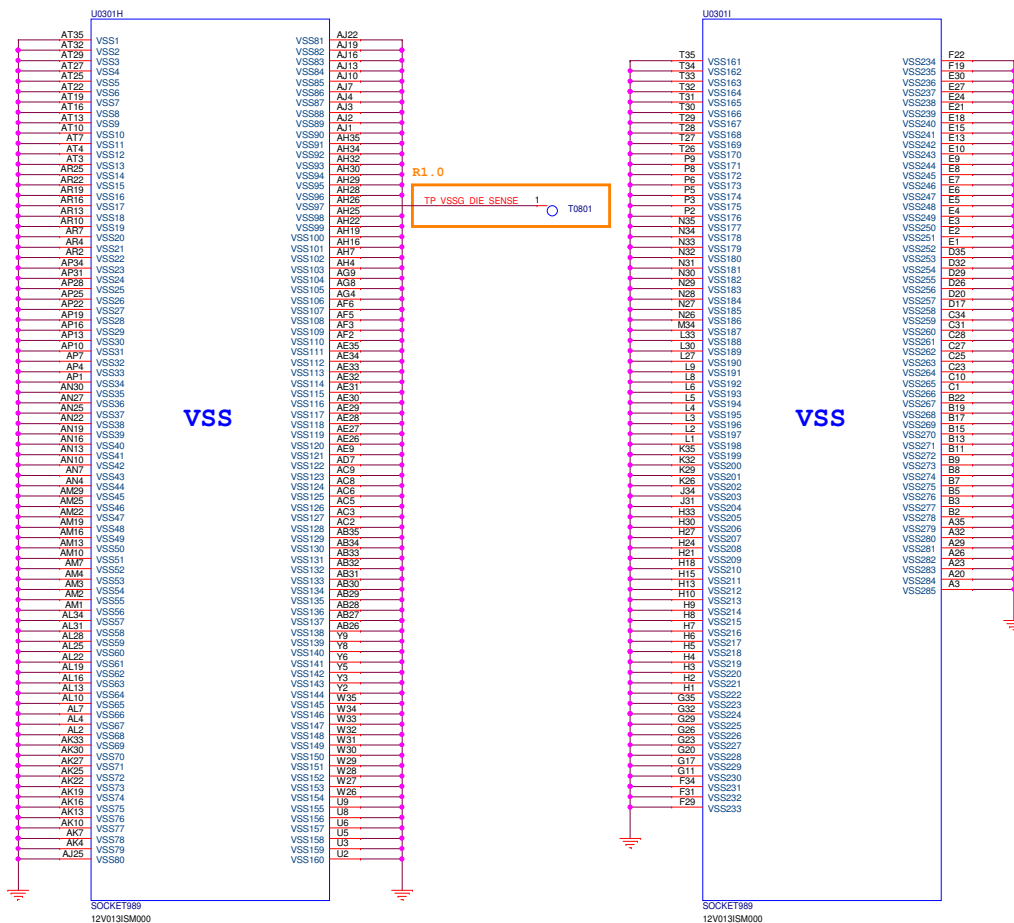 U0301H
AT35 VSS1 VSS81 AJ22
AT32 VSS2 VSS82 AJ19
AT29 VSS3 VSS83 AJ16
AT27 VSS4 VSS84 AJ13
AT25 VSS5 VSS85 AJ10
AT22 VSS6 VSS86 AJ7
AT19 VSS7 VSS87 AJ4
AT16 VSS8 VSS88 AJ3
AT13 VSS9 VSS89 AJ2
AT10 VSS10 VSS90 AJ1
AT7 VSS11 VSS91 AH35
AT4 VSS12 VSS92 AH34
AT3 VSS13 VSS93 AH32
AR25 VSS14 VSS94 AH30
AR22 VSS15 VSS95 AH29
AR19 VSS16 VSS96 AH28
AR16 VSS17 VSS97 AH26
AR13 VSS18 VSS98 AH25
AR10 VSS19 VSS99 AH22
AR7 VSS20 VSS100 AH19
AR4 VSS21 VSS101 AH16
AR2 VSS22 VSS102 AH7
AP34 VSS23 VSS103 AH4
AP31 VSS24 VSS104 AG9
AP28 VSS25 VSS105 AG8
AP25 VSS26 VSS106 AG4
AP22 VSS27 VSS107 AF6
AP19 VSS28 VSS108 AF5
AP16 VSS29 VSS109 AF3
AP13 VSS30 VSS110 AF2
AP10 VSS31 VSS111 AE35
AP7 VSS32 VSS112 AE34
AP4 VSS33 VSS113 AE33
AP1 VSS34 VSS114 AE32
AN30 VSS35 VSS115 AE31
AN27 VSS36 VSS116 AE30
AN25 VSS37 VSS117 AE29
AN22 VSS38 VSS118 AE28
AN19 VSS39 VSS119 AE27
AN16 VSS40 VSS120 AE26
AN13 VSS41 VSS121 AE9
AN10 VSS42 VSS122 AD7
AN7 VSS43 VSS123 AC9
AN4 VSS44 VSS124 AC8
AM29 VSS45 VSS125 AC6
AM25 VSS46 VSS126 AC5
AM22 VSS47 VSS127 AC3
AM19 VSS48 VSS128 AC2
AM16 VSS49 VSS129 AB35
AM13 VSS50 VSS130 AB34
AM10 VSS51 VSS131 AB33
AM7 VSS52 VSS132 AB32
AM4 VSS53 VSS133 AB31
AM3 VSS54 VSS134 AB30
AM2 VSS55 VSS135 AB29
AM1 VSS56 VSS136 AB28
AL34 VSS57 VSS137 AB27
AL31 VSS58 VSS138 AB26
AL28 VSS59 VSS139 Y9
AL25 VSS60 VSS140 Y8
AL22 VSS61 VSS141 Y6
AL19 VSS62 VSS142 Y5
AL16 VSS63 VSS143 Y3
AL13 VSS64 VSS144 Y2
AL10 VSS65 VSS145 W35
AL7 VSS66 VSS146 W34
AL4 VSS67 VSS147 W33
AL2 VSS68 VSS148 W32
AK33 VSS69 VSS149 W31
AK30 VSS70 VSS150 W30
AK27 VSS71 VSS151 W29
AK25 VSS72 VSS152 W28
AK22 VSS73 VSS153 W27
AK19 VSS74 VSS154 W26
AK16 VSS75 VSS155 U9
AK13 VSS76 VSS156 U8
AK10 VSS77 VSS157 U6
AK7 VSS78 VSS158 U5
AK4 VSS79 VSS159 U3
AJ25 VSS80 VSS160 U2
VSS
SOCKET989
12V013ISM000
R1.0
TP_VSSG_DIE_SENSE 1 T0801
U0301I
T35 VSS161 VSS234 F22
T34 VSS162 VSS235 F19
T33 VSS163 VSS236 E30
T32 VSS164 VSS237 E27
T31 VSS165 VSS238 E24
T30 VSS166 VSS239 E21
T29 VSS167 VSS240 E18
T28 VSS168 VSS241 E15
T27 VSS169 VSS242 E13
T26 VSS170 VSS243 E10
P9 VSS171 VSS244 E9
P8 VSS172 VSS245 E8
P6 VSS173 VSS246 E7
P5 VSS174 VSS247 E6
P3 VSS175 VSS248 E5
P2 VSS176 VSS249 E4
N35 VSS177 VSS250 E3
N34 VSS178 VSS251 E2
N33 VSS179 VSS252 E1
N32 VSS180 VSS253 D35
N31 VSS181 VSS254 D32
N30 VSS182 VSS255 D29
N29 VSS183 VSS256 D26
N28 VSS184 VSS257 D20
N27 VSS185 VSS258 D17
N26 VSS186 VSS259 C34
M34 VSS187 VSS260 C31
L33 VSS188 VSS261 C28
L30 VSS189 VSS262 C27
L27 VSS190 VSS263 C25
L9 VSS191 VSS264 C23
L8 VSS192 VSS265 C10
L6 VSS193 VSS266 C1
L5 VSS194 VSS267 B22
L4 VSS195 VSS268 B19
L3 VSS196 VSS269 B17
L2 VSS197 VSS270 B15
L1 VSS198 VSS271 B13
K35 VSS199 VSS272 B11
K32 VSS200 VSS273 B9
K29 VSS201 VSS274 B8
K26 VSS202 VSS275 B7
J34 VSS203 VSS276 B5
J31 VSS204 VSS277 B3
H33 VSS205 VSS278 B2
H30 VSS206 VSS279 A35
H27 VSS207 VSS280 A32
H24 VSS208 VSS281 A29
H21 VSS209 VSS282 A26
H18 VSS210 VSS283 A23
H15 VSS211 VSS284 A20
H13 VSS212 VSS285 A3
H10 VSS213
H9 VSS214
H8 VSS215
H7 VSS216
H6 VSS217
H5 VSS218
H4 VSS219
H3 VSS220
H2 VSS221
H1 VSS222
G35 VSS223
G32 VSS224
G29 VSS225
G26 VSS226
G23 VSS227
G20 VSS228
G17 VSS229
G11 VSS230
F34 VSS231
F31 VSS232
F29 VSS233
VSS
SOCKET989
12V013ISM000